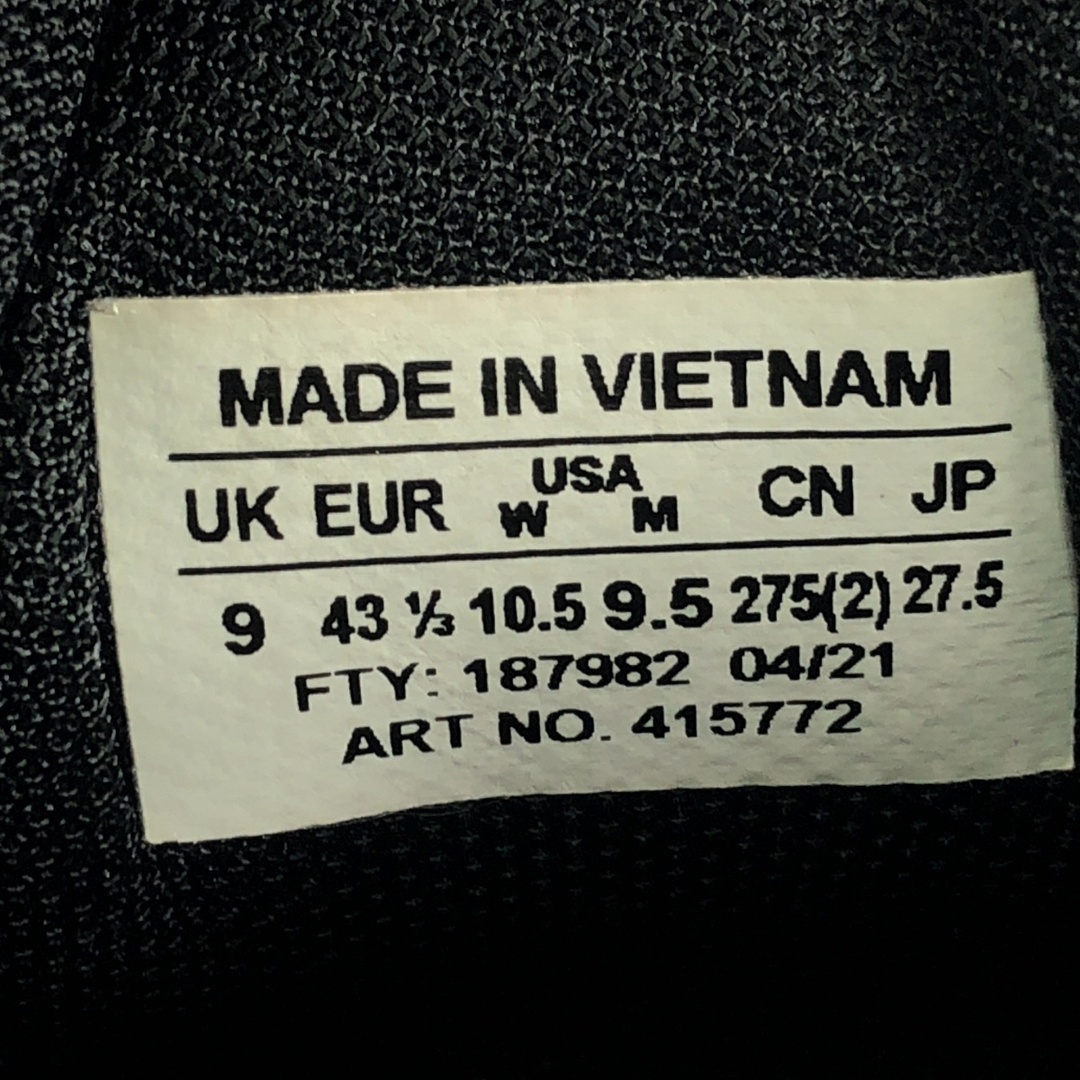 MADE IN VIETNAM
UK EUR USA W M CN JP
9 43 ⅓ 10.5 9.5 275(2) 27.5
FTY: 187982 04/21
ART NO. 415772